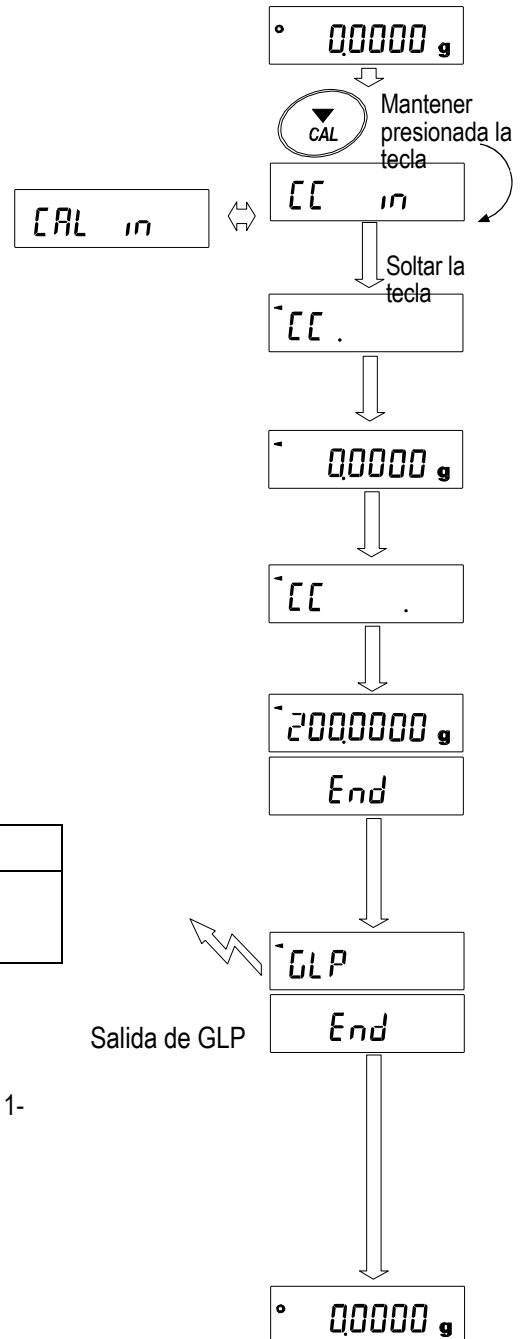 0.0000 g
CAL
Mantener
presionada la
tecla
CAL in
CC in
Soltar la
tecla
CC .
0.0000 g
CC .
200.0000 g
End
GLP
Salida de GLP
End
1-
0.0000 g